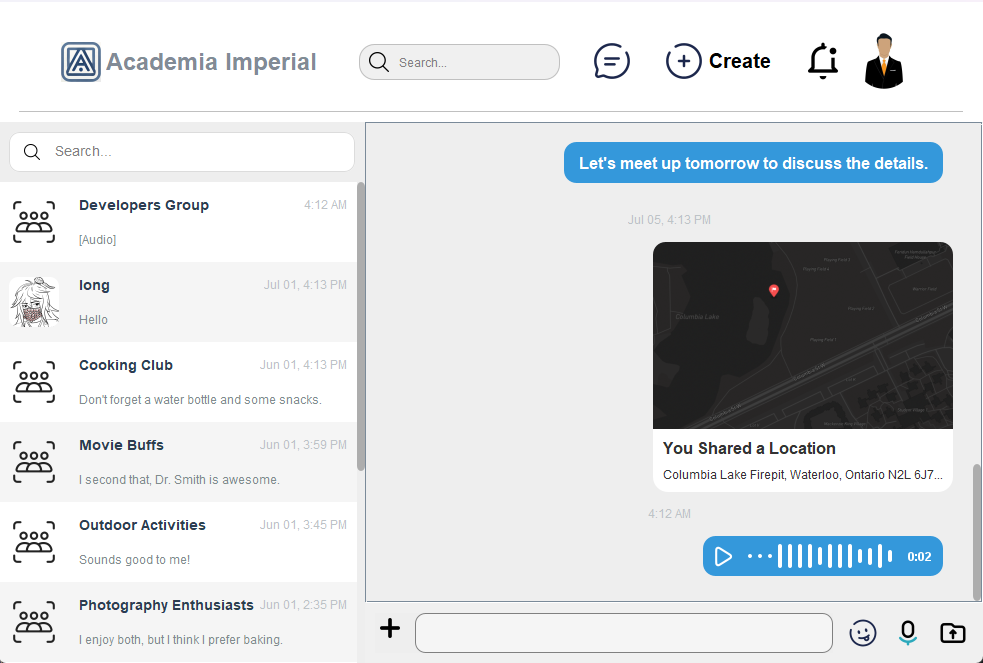 Academia Imperial
Search...
Create
Search...
Developers Group
4:12 AM
[Audio]
long
Jul 01, 4:13 PM
Hello
Cooking Club
Jun 01, 4:13 PM
Don't forget a water bottle and some snacks.
Movie Buffs
Jun 01, 3:59 PM
I second that, Dr. Smith is awesome.
Outdoor Activities
Jun 01, 3:45 PM
Sounds good to me!
Photography Enthusiasts
Jun 01, 2:35 PM
I enjoy both, but I think I prefer baking.
Let's meet up tomorrow to discuss the details.
Jul 05, 4:13 PM
Columbia Lake
You Shared a Location
Columbia Lake Firepit, Waterloo, Ontario N2L 6J7...
4:12 AM
0:02